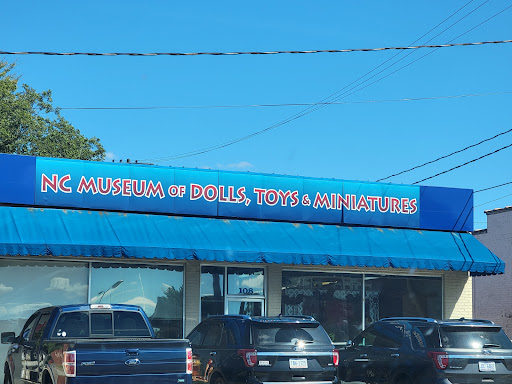 NC MUSEUM OF DOLLS, TOYS & MINIATURES
108